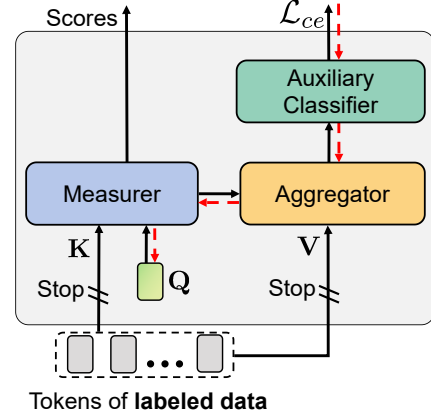 Scores
ℒce
Auxiliary
Classifier
Measurer
Aggregator
K
Q
V
Stop
Stop
Tokens of labeled data